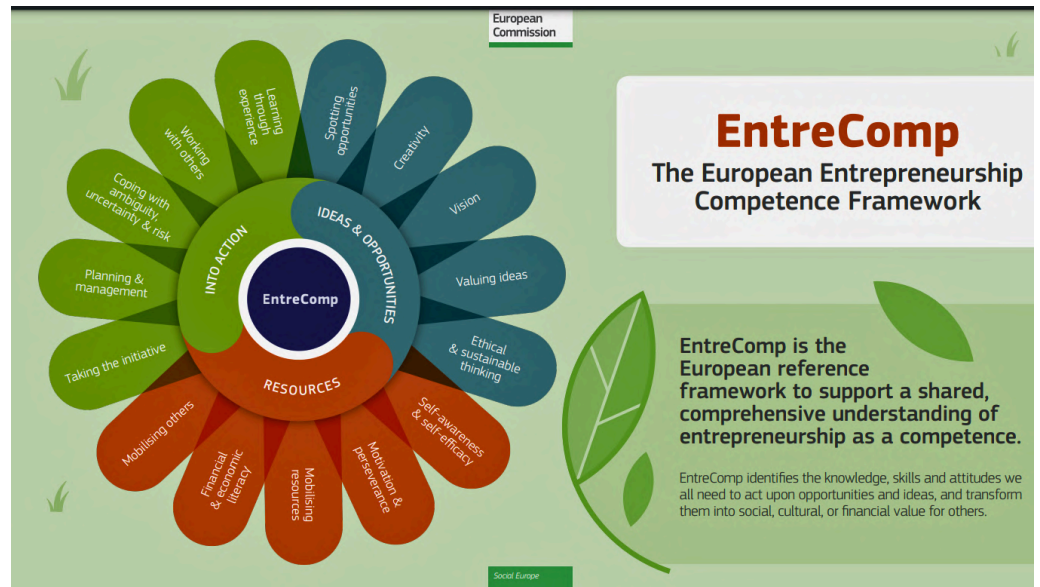 European
Commission
Learning
through
experience
Spotting
opportunities
Creativity
Vision
Valuing ideas
Ethical
& sustainable
thinking
Self-awareness
& self-efficacy
Motivation &
perseverance
Mobilising
resources
Financial
& economic
literacy
Mobilising others
Taking the initiative
Planning &
management
Coping with
ambiguity,
uncertainty & risk
Working
with others
INTO ACTION
IDEAS & OPPORTUNITIES
RESOURCES
EntreComp
EntreComp
The European Entrepreneurship
Competence Framework
EntreComp is the
European reference
framework to support a shared,
comprehensive understanding of
entrepreneurship as a competence.
EntreComp identifies the knowledge, skills and attitudes we
all need to act upon opportunities and ideas, and transform
them into social, cultural, or financial value for others.
Social Europe